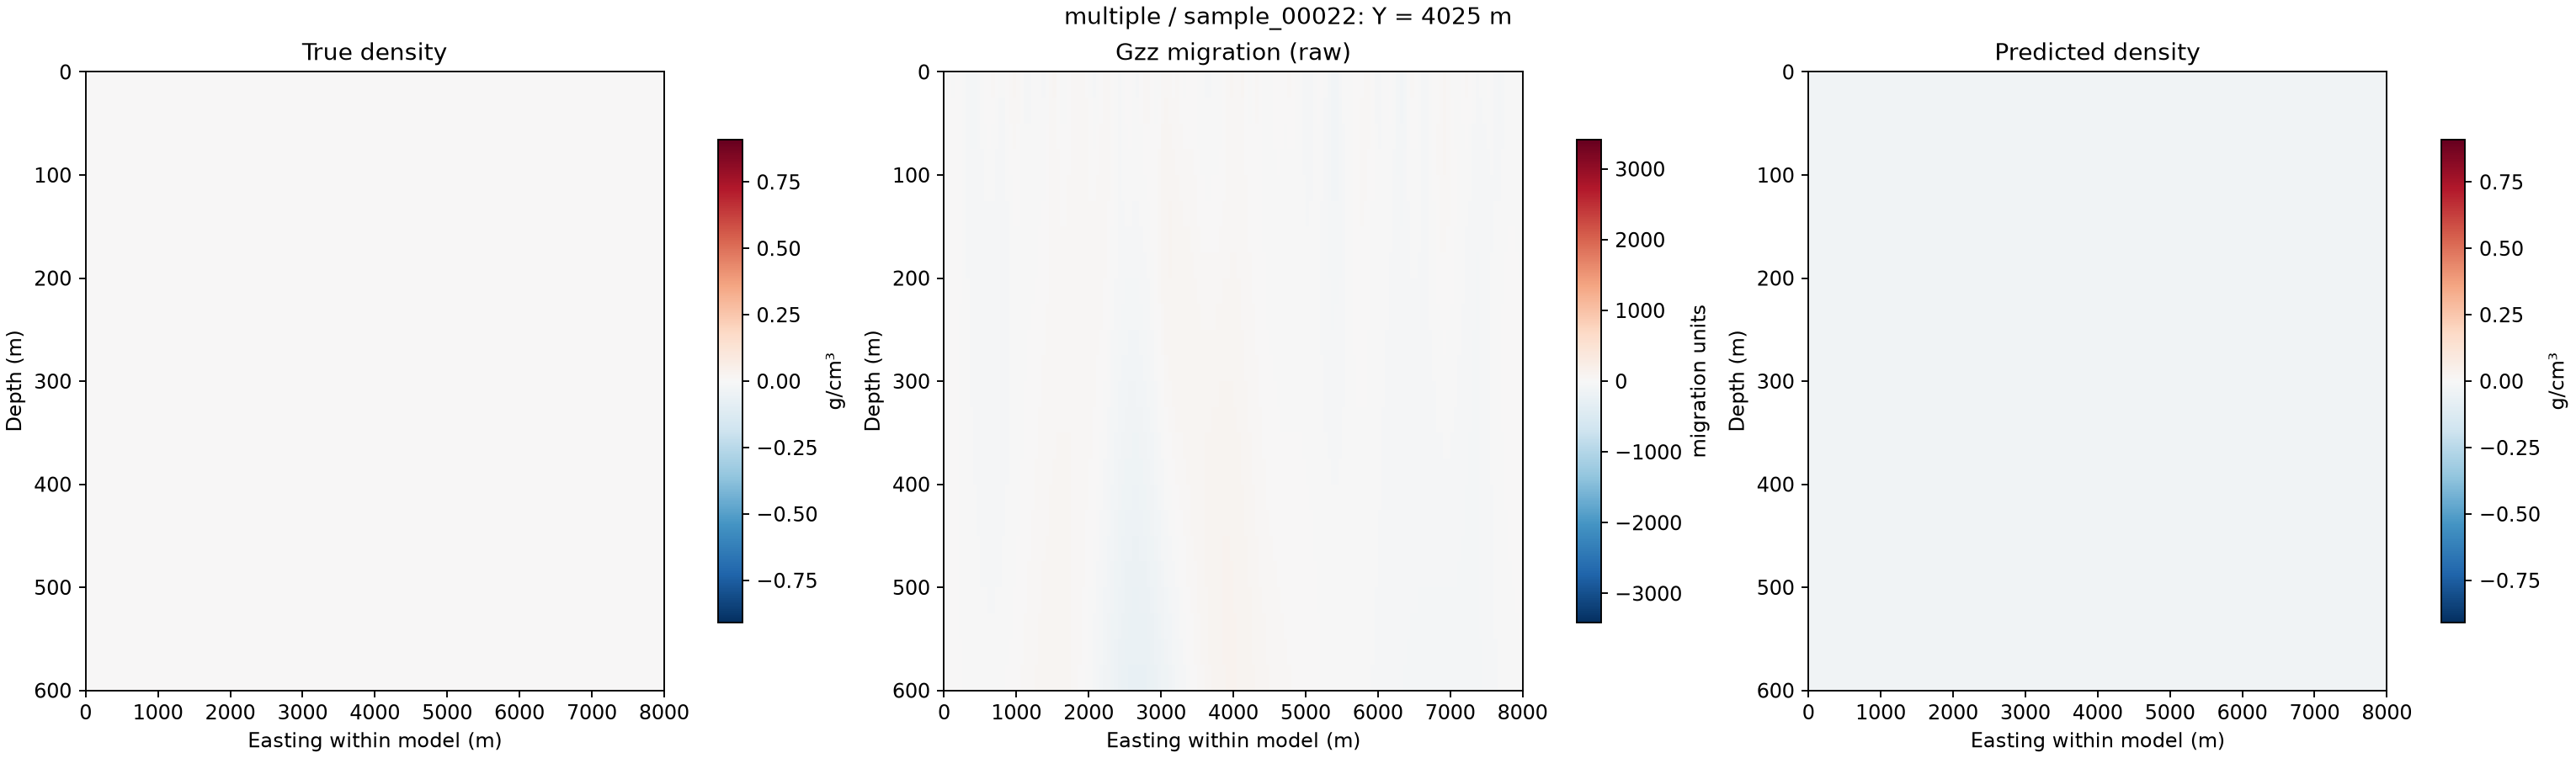 multiple / sample_00022: Y = 4025 m
True density
0
100
200
300
400
500
600
Depth (m)
0 1000 2000 3000 4000 5000 6000 7000 8000
Easting within model (m)
0.75
0.50
0.25
0.00
−0.25
−0.50
−0.75
g/cm³
Gzz migration (raw)
0
100
200
300
400
500
600
Depth (m)
0 1000 2000 3000 4000 5000 6000 7000 8000
Easting within model (m)
3000
2000
1000
0
−1000
−2000
−3000
migration units
Predicted density
0
100
200
300
400
500
600
Depth (m)
0 1000 2000 3000 4000 5000 6000 7000 8000
Easting within model (m)
0.75
0.50
0.25
0.00
−0.25
−0.50
−0.75
g/cm³